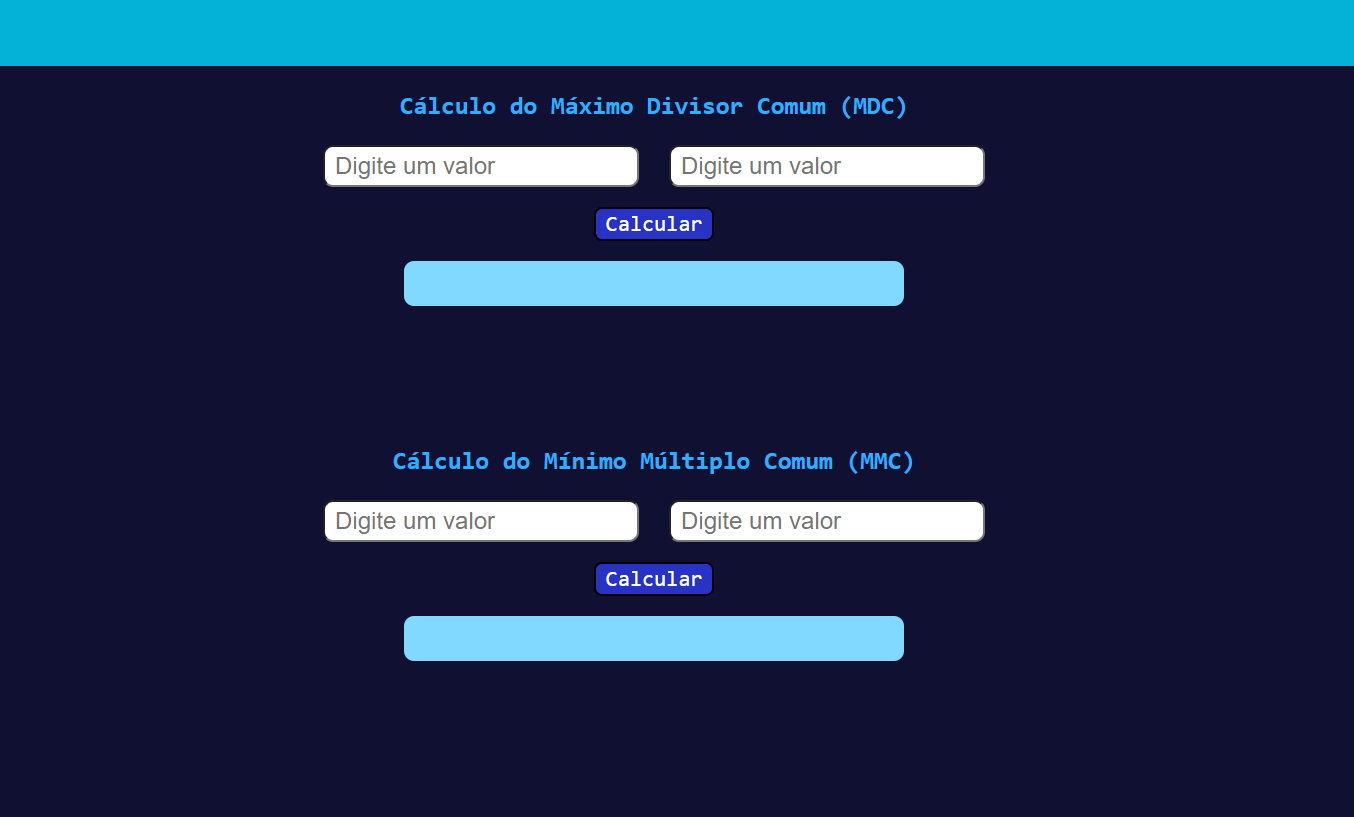 Cálculo do Máximo Divisor Comum (MDC)
Digite um valor Digite um valor
Calcular
Cálculo do Mínimo Múltiplo Comum (MMC)
Digite um valor Digite um valor
Calcular